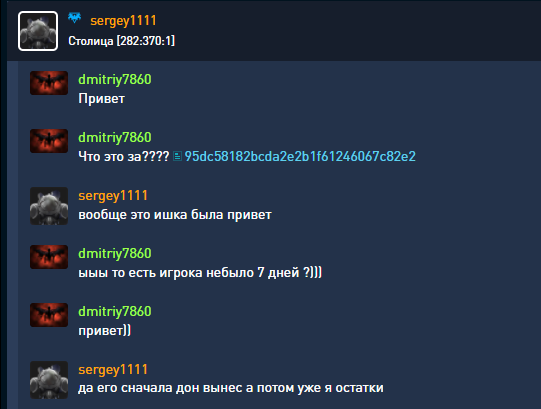 sergey1111
Столица [282:370:1]
dmitriy7860
Привет
dmitriy7860
Что это за???? 95dc58182bcda2e2b1f61246067c82e2
sergey1111
вообще это ишка была привет
dmitriy7860
ыыы то есть игрока небыло 7 дней ?)))
dmitriy7860
привет))
sergey1111
да его сначала дон вынес а потом уже я остатки